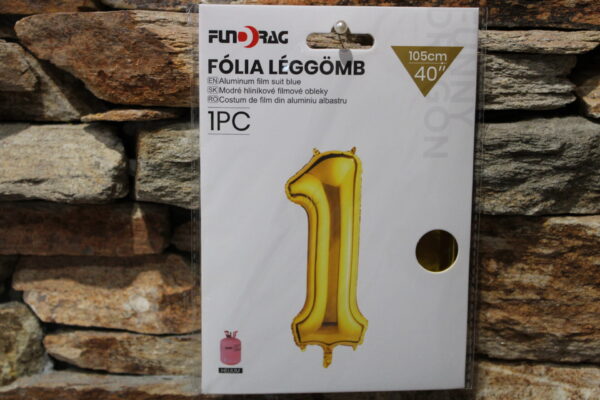 FUNDRAG
FÓLIA LÉGGÖMB
EN Aluminum film suit blue
SK Modré hliníkové filmové obleky
RO Costum de film din aluminiu albastru
1PC
105cm
40"
HELIUM